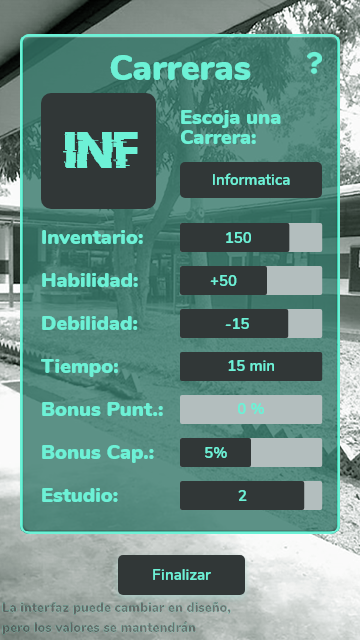 Carreras
?
INF
Escoja una
Carrera:
Informatica
Inventario:
150
Habilidad:
+50
Debilidad:
-15
Tiempo:
15 min
Bonus Punt.:
0 %
Bonus Cap.:
5%
Estudio:
2
Finalizar
La interfaz puede cambiar en diseño,
pero los valores se mantendrán